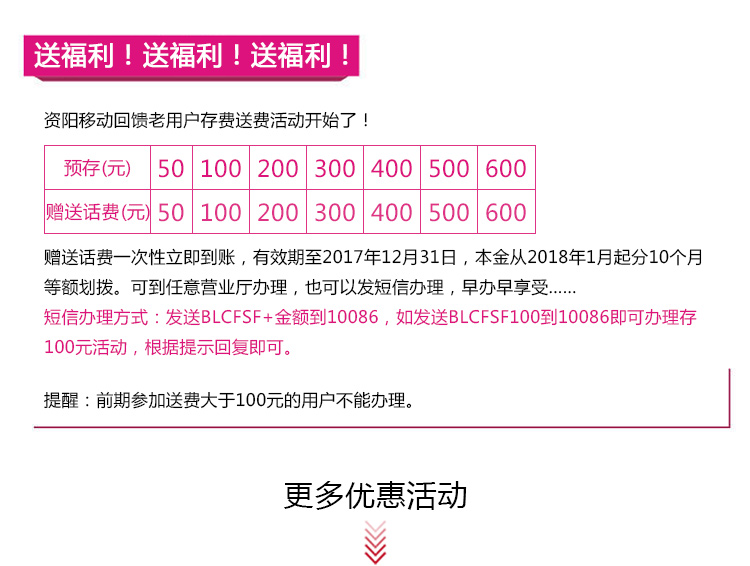 送福利！送福利！送福利！
资阳移动回馈老用户存费送费活动开始了！
预存(元) 50 100 200 300 400 500 600
赠送话费(元) 50 100 200 300 400 500 600
赠送话费一次性立即到账，有效期至2017年12月31日，本金从2018年1月起分10个月
等额划拨。可到任意营业厅办理，也可以发短信办理，早办早享受……
短信办理方式：发送BLCFSF+金额到10086，如发送BLCFSF100到10086即可办理存
100元活动，根据提示回复即可。
提醒：前期参加送费大于100元的用户不能办理。
更多优惠活动